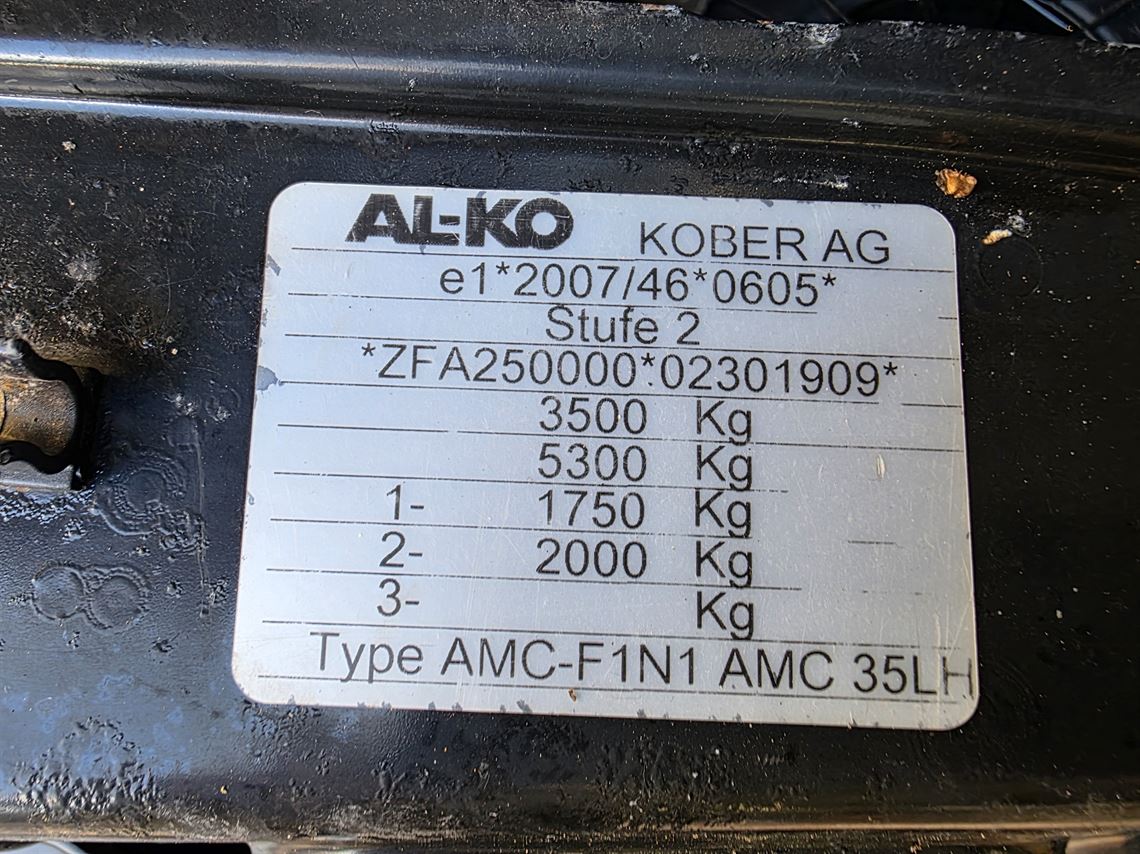 AL-KO KOBER AG
e1*2007/46*0605*
Stufe 2
*ZFA250000*02301909*
3500 Kg
5300 Kg
1- 1750 Kg
2- 2000 Kg
3- Kg
Type AMC-F1N1 AMC 35LH